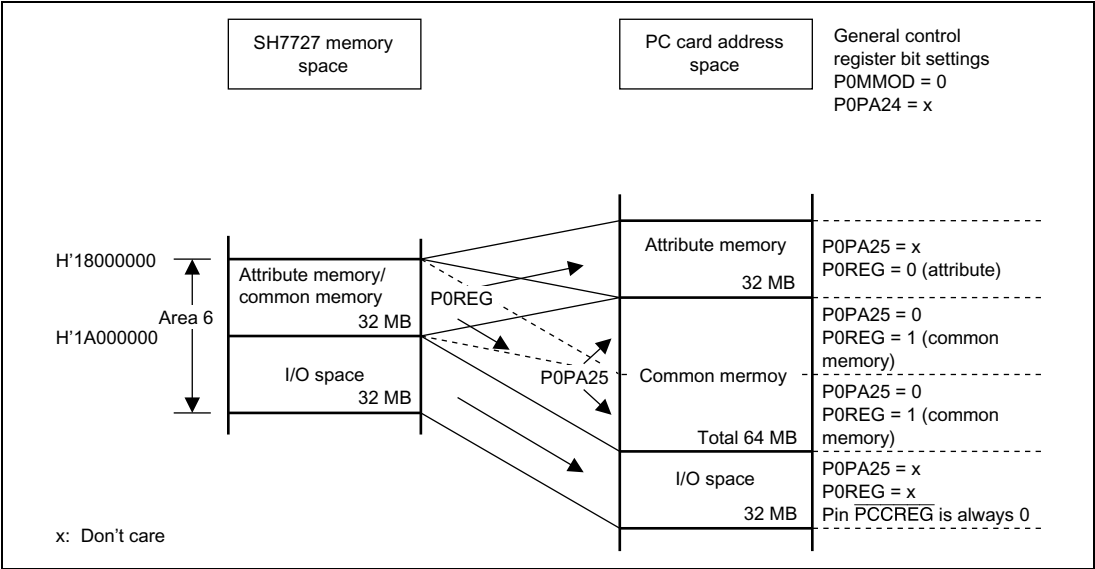 SH7727 memory
space
PC card address
space
General control
register bit settings
P0MMOD = 0
P0PA24 = x
H'18000000
Area 6
H'1A000000
Attribute memory/
common memory
32 MB
I/O space
32 MB
P0REG
P0PA25
Attribute memory
32 MB
Common mermoy
Total 64 MB
I/O space
32 MB
P0PA25 = x
P0REG = 0 (attribute)
P0PA25 = 0
P0REG = 1 (common
memory)
P0PA25 = 0
P0REG = 1 (common
memory)
P0PA25 = x
P0REG = x
Pin PCCREG is always 0
x: Don't care